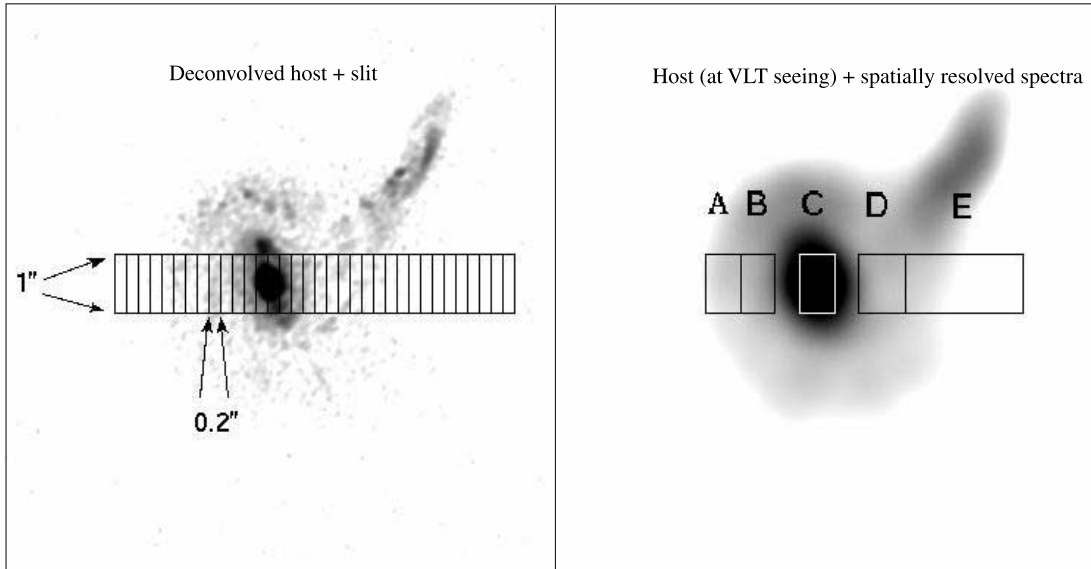 Deconvolved host + slit
1"
0.2"
Host (at VLT seeing) + spatially resolved spectra
A B C D E